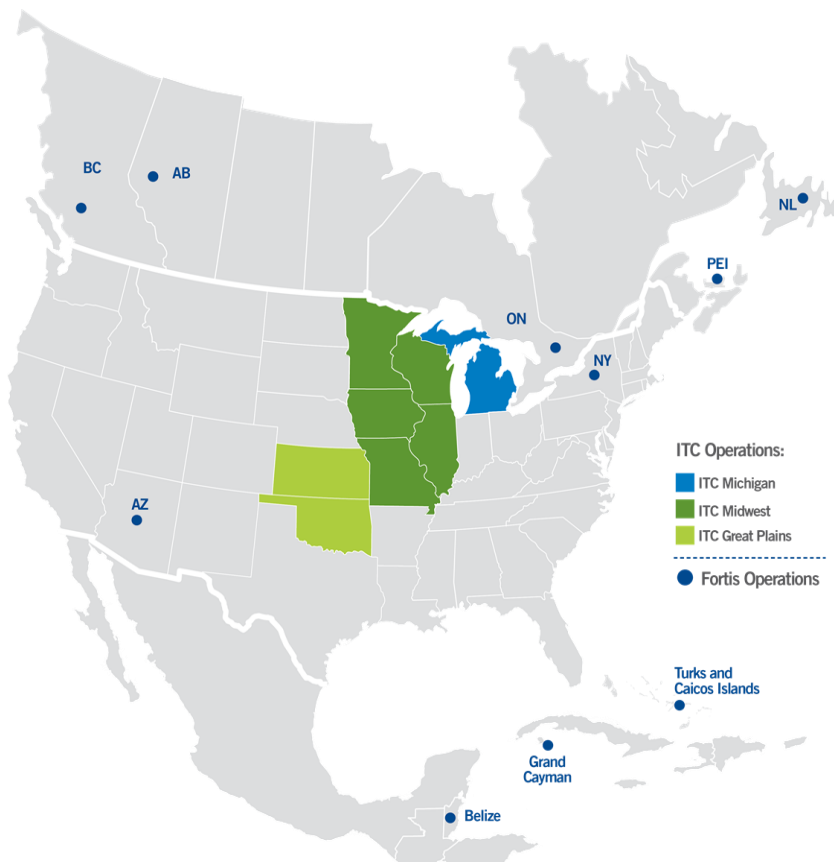 BC
AB
NL
PEI
ON
NY
ITC Operations:
ITC Michigan
ITC Midwest
AZ
ITC Great Plains
Fortis Operations
Turks and
Caicos Islands
Grand
Cayman
Belize